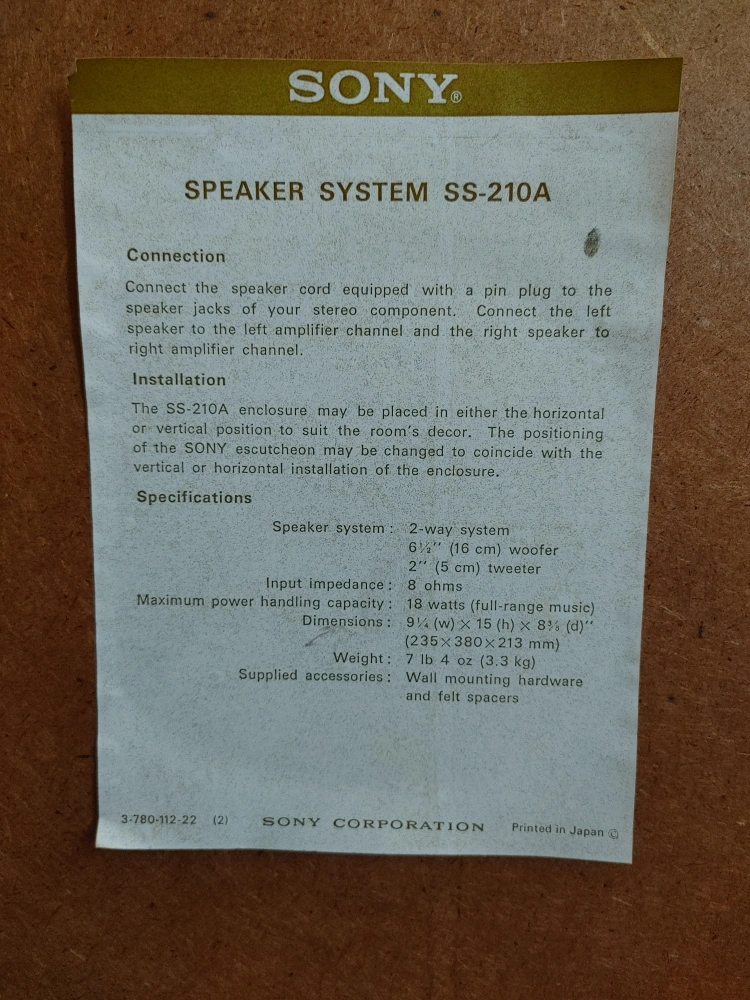 SONY®
SPEAKER SYSTEM SS-210A
Connection
Connect the speaker cord equipped with a pin plug to the
speaker jacks of your stereo component. Connect the left
speaker to the left amplifier channel and the right speaker to
right amplifier channel.
Installation
The SS-210A enclosure may be placed in either the horizontal
or vertical position to suit the room's decor. The positioning
of the SONY escutcheon may be changed to coincide with the
vertical or horizontal installation of the enclosure.
Specifications
Speaker system : 2-way system
6½'' (16 cm) woofer
2'' (5 cm) tweeter
Input impedance : 8 ohms
Maximum power handling capacity : 18 watts (full-range music)
Dimensions : 9¼ (w) × 15 (h) × 8⅜ (d)''
(235×380×213 mm)
Weight : 7 lb 4 oz (3.3 kg)
Supplied accessories : Wall mounting hardware
and felt spacers
3-780-112-22 (2) SONY CORPORATION Printed in Japan ©